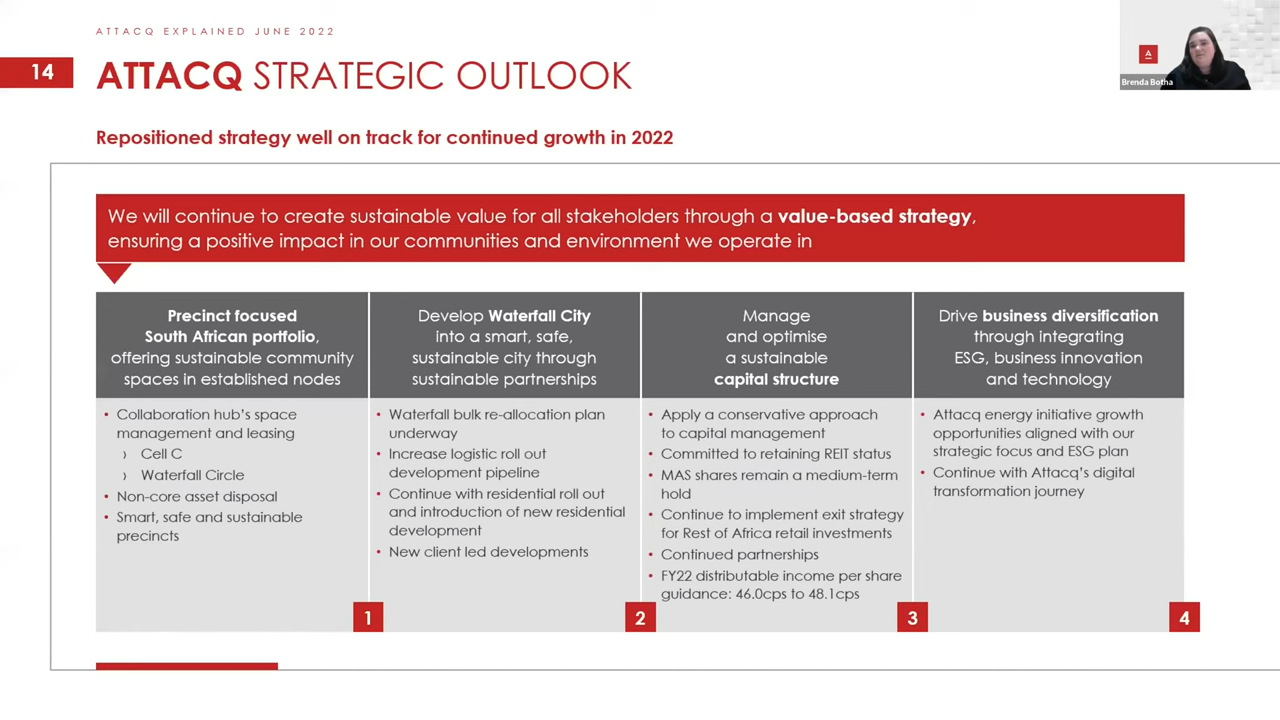 ATTACQ EXPLAINED JUNE 2022
14
ATTACQ STRATEGIC OUTLOOK
Brenda Botha
Repositioned strategy well on track for continued growth in 2022
We will continue to create sustainable value for all stakeholders through a value-based strategy,
ensuring a positive impact in our communities and environment we operate in
Precinct focused
South African portfolio,
offering sustainable community
spaces in established nodes
• Collaboration hub's space
management and leasing
› Cell C
› Waterfall Circle
• Non-core asset disposal
• Smart, safe and sustainable
precincts
1
Develop Waterfall City
into a smart, safe,
sustainable city through
sustainable partnerships
• Waterfall bulk re-allocation plan
underway
• Increase logistic roll out
development pipeline
• Continue with residential roll out
and introduction of new residential
development
• New client led developments
2
Manage
and optimise
a sustainable
capital structure
• Apply a conservative approach
to capital management
• Committed to retaining REIT status
• MAS shares remain a medium-term
hold
• Continue to implement exit strategy
for Rest of Africa retail investments
• Continued partnerships
• FY22 distributable income per share
guidance: 46.0cps to 48.1cps
3
Drive business diversification
through integrating
ESG, business innovation
and technology
• Attacq energy initiative growth
opportunities aligned with our
strategic focus and ESG plan
• Continue with Attacq's digital
transformation journey
4